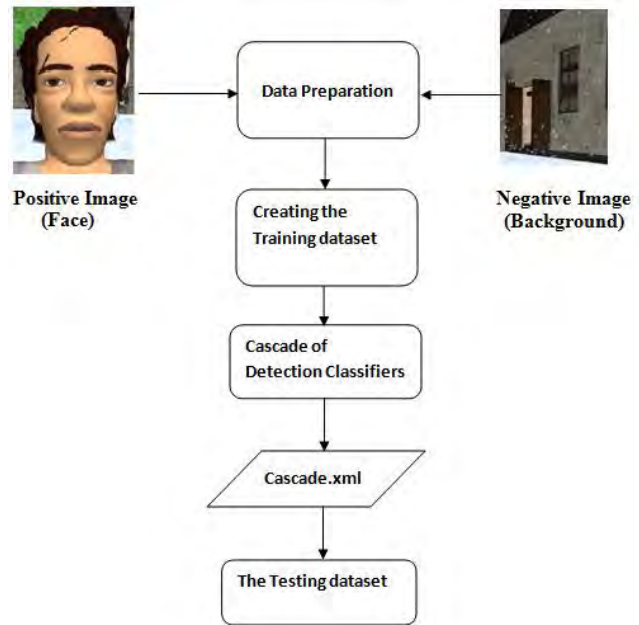 Data Preparation
Positive Image
(Face)
Negative Image
(Background)
Creating the
Training dataset
Cascade of
Detection Classifiers
Cascade.xml
The Testing dataset